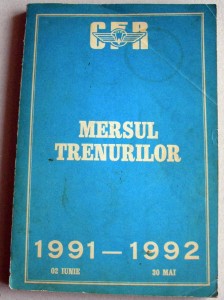 CFR
MERSUL
TRENURILOR
1991-1992
02 IUNIE 30 MAI